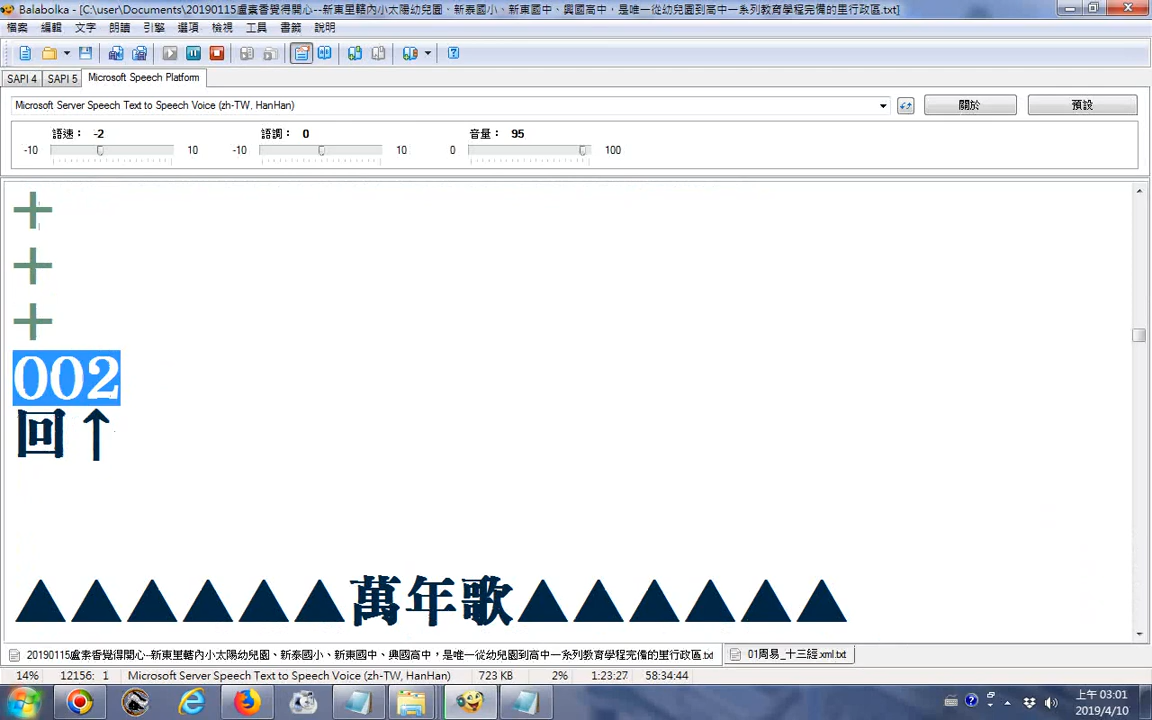 Balabolka - [C:\user\Documents\20190115盧素香覺得開心--新東里轄內小太陽幼兒園、新泰國小、新東國中、興國高中，是唯一從幼兒園到高中一系列教育學程完備的里行政區.txt]
檔案 編輯 文字 朗讀 引擎 選項 檢視 工具 書籤 說明
SAPI 4 SAPI 5 Microsoft Speech Platform
Microsoft Server Speech Text to Speech Voice (zh-TW, HanHan) 關於 預設
語速： -2 語調： 0 音量： 95
-10 10 -10 10 0 100
+
+
+
002
回↑
▲▲▲▲▲▲萬年歌▲▲▲▲▲▲
20190115盧素香覺得開心--新東里轄內小太陽幼兒園、新泰國小、新東國中、興國高中，是唯一從幼兒園到高中一系列教育學程完備的里行政區.txt 01周易_十三經.xml.txt
14% 12156: 1 Microsoft Server Speech Text to Speech Voice (zh-TW, HanHan) 723 KB 2% 1:23:27 58:34:44
上午 03:01
2019/4/10